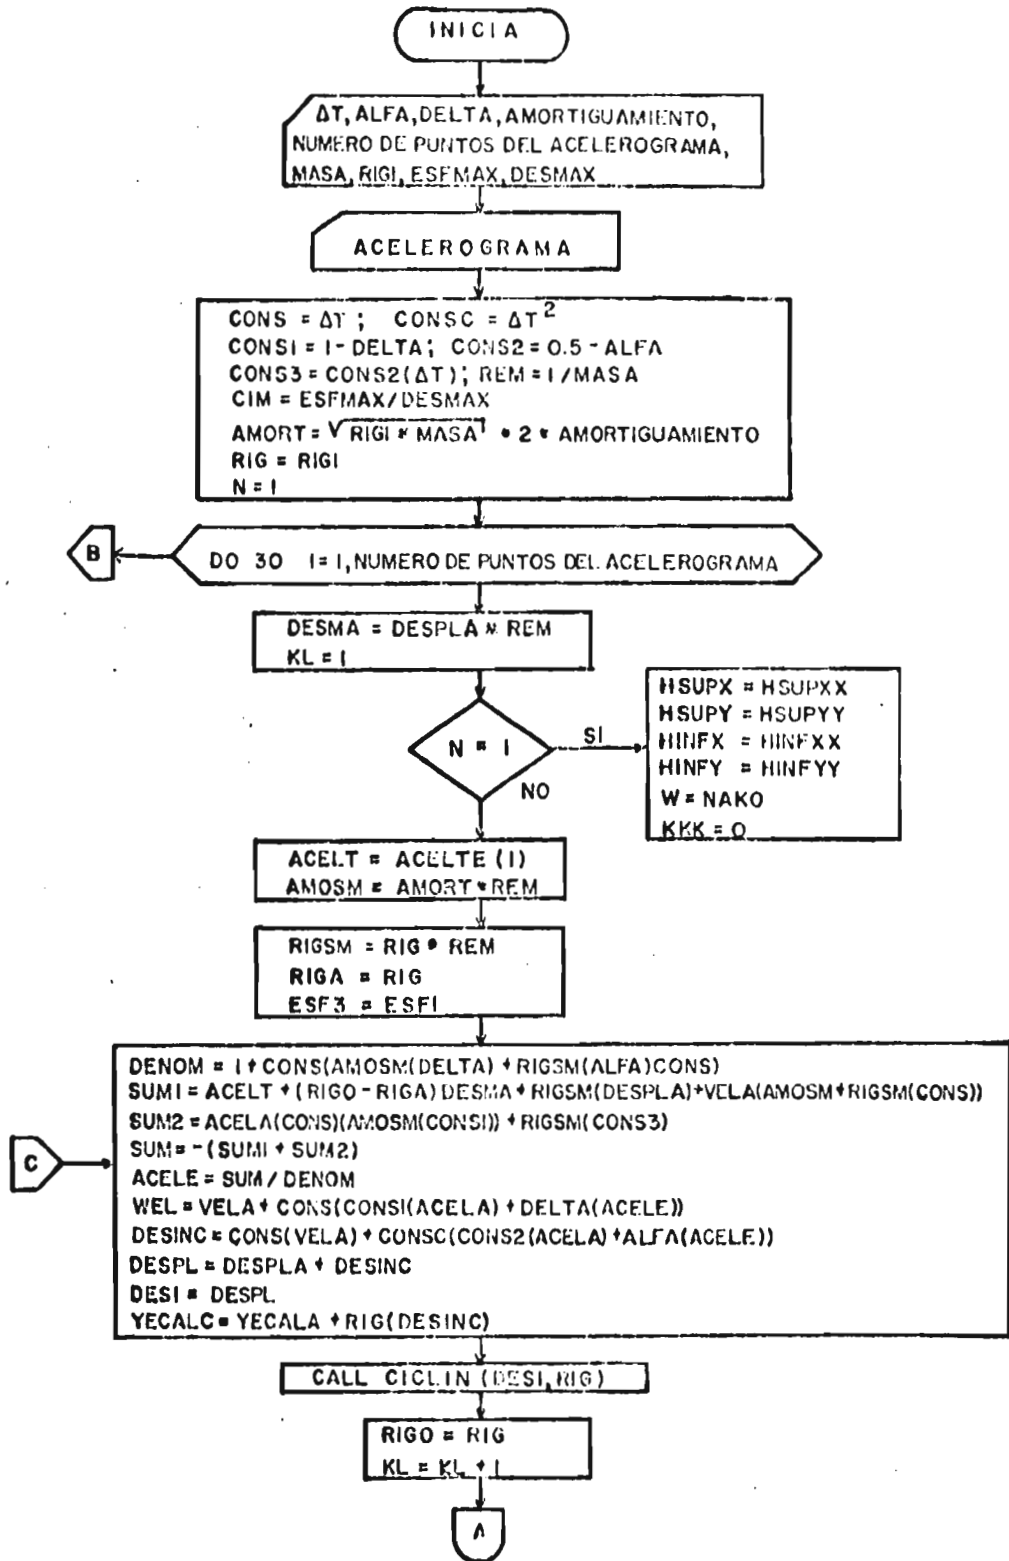 INICIA
ΔT, ALFA, DELTA, AMORTIGUAMIENTO,
NUMERO DE PUNTOS DEL ACELEROGRAMA,
MASA, RIGI, ESFMAX, DESMAX
ACELEROGRAMA
CONS = ΔT ; CONSC = ΔT²
CONS1 = 1 - DELTA; CONS2 = 0.5 - ALFA
CONS3 = CONS2(ΔT); REM = 1/MASA
CIM = ESFMAX/DESMAX
AMORT = √RIGI * MASA * 2 * AMORTIGUAMIENTO
RIG = RIGI
N = 1
B
DO 30 I = 1, NUMERO DE PUNTOS DEL ACELEROGRAMA
DESMA = DESPLA * REM
KL = 1
N = 1
SI
NO
HSUPX = HSUPXX
HSUPY = HSUPYY
HINFX = HINFXX
HINFY = HINFYY
W = NAKO
KKK = 0
ACELT = ACELTE (I)
AMOSM = AMORT * REM
RIGSM = RIG * REM
RIGA = RIG
ESF3 = ESF1
C
DENOM = 1 + CONS(AMOSM(DELTA) + RIGSM(ALFA)CONS)
SUM1 = ACELT + (RIGO - RIGA) DESMA + RIGSM(DESPLA) + VELA(AMOSM + RIGSM(CONS))
SUM2 = ACELA(CONS)(AMOSM(CONS1)) + RIGSM(CONS3)
SUM = -(SUM1 + SUM2)
ACELE = SUM / DENOM
WEL = VELA + CONS(CONS1(ACELA) + DELTA(ACELE))
DESINC = CONS(VELA) + CONSC(CONS2(ACELA) + ALFA(ACELE))
DESPL = DESPLA + DESINC
DESI = DESPL
YECALC = YECALA + RIG(DESINC)
CALL CICLIN (DESI, RIG)
RIGO = RIG
KL = KL + 1
A